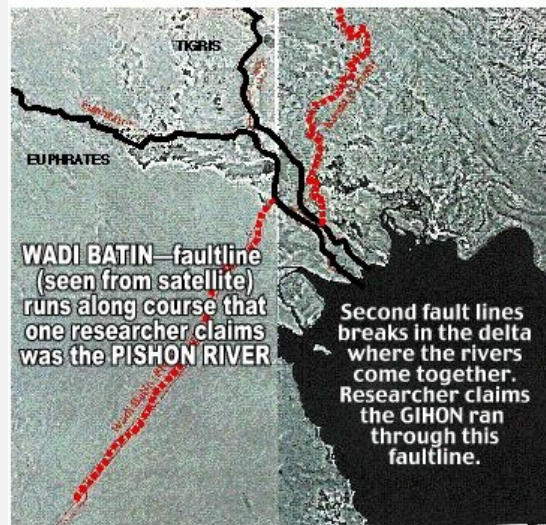 TIGRIS
EUPHRATES
WADI BATIN—faultline
(seen from satellite)
runs along course that
one researcher claims
was the PISHON RIVER
Second fault lines
breaks in the delta
where the rivers
come together.
Researcher claims
the GIHON ran
through this
faultline.